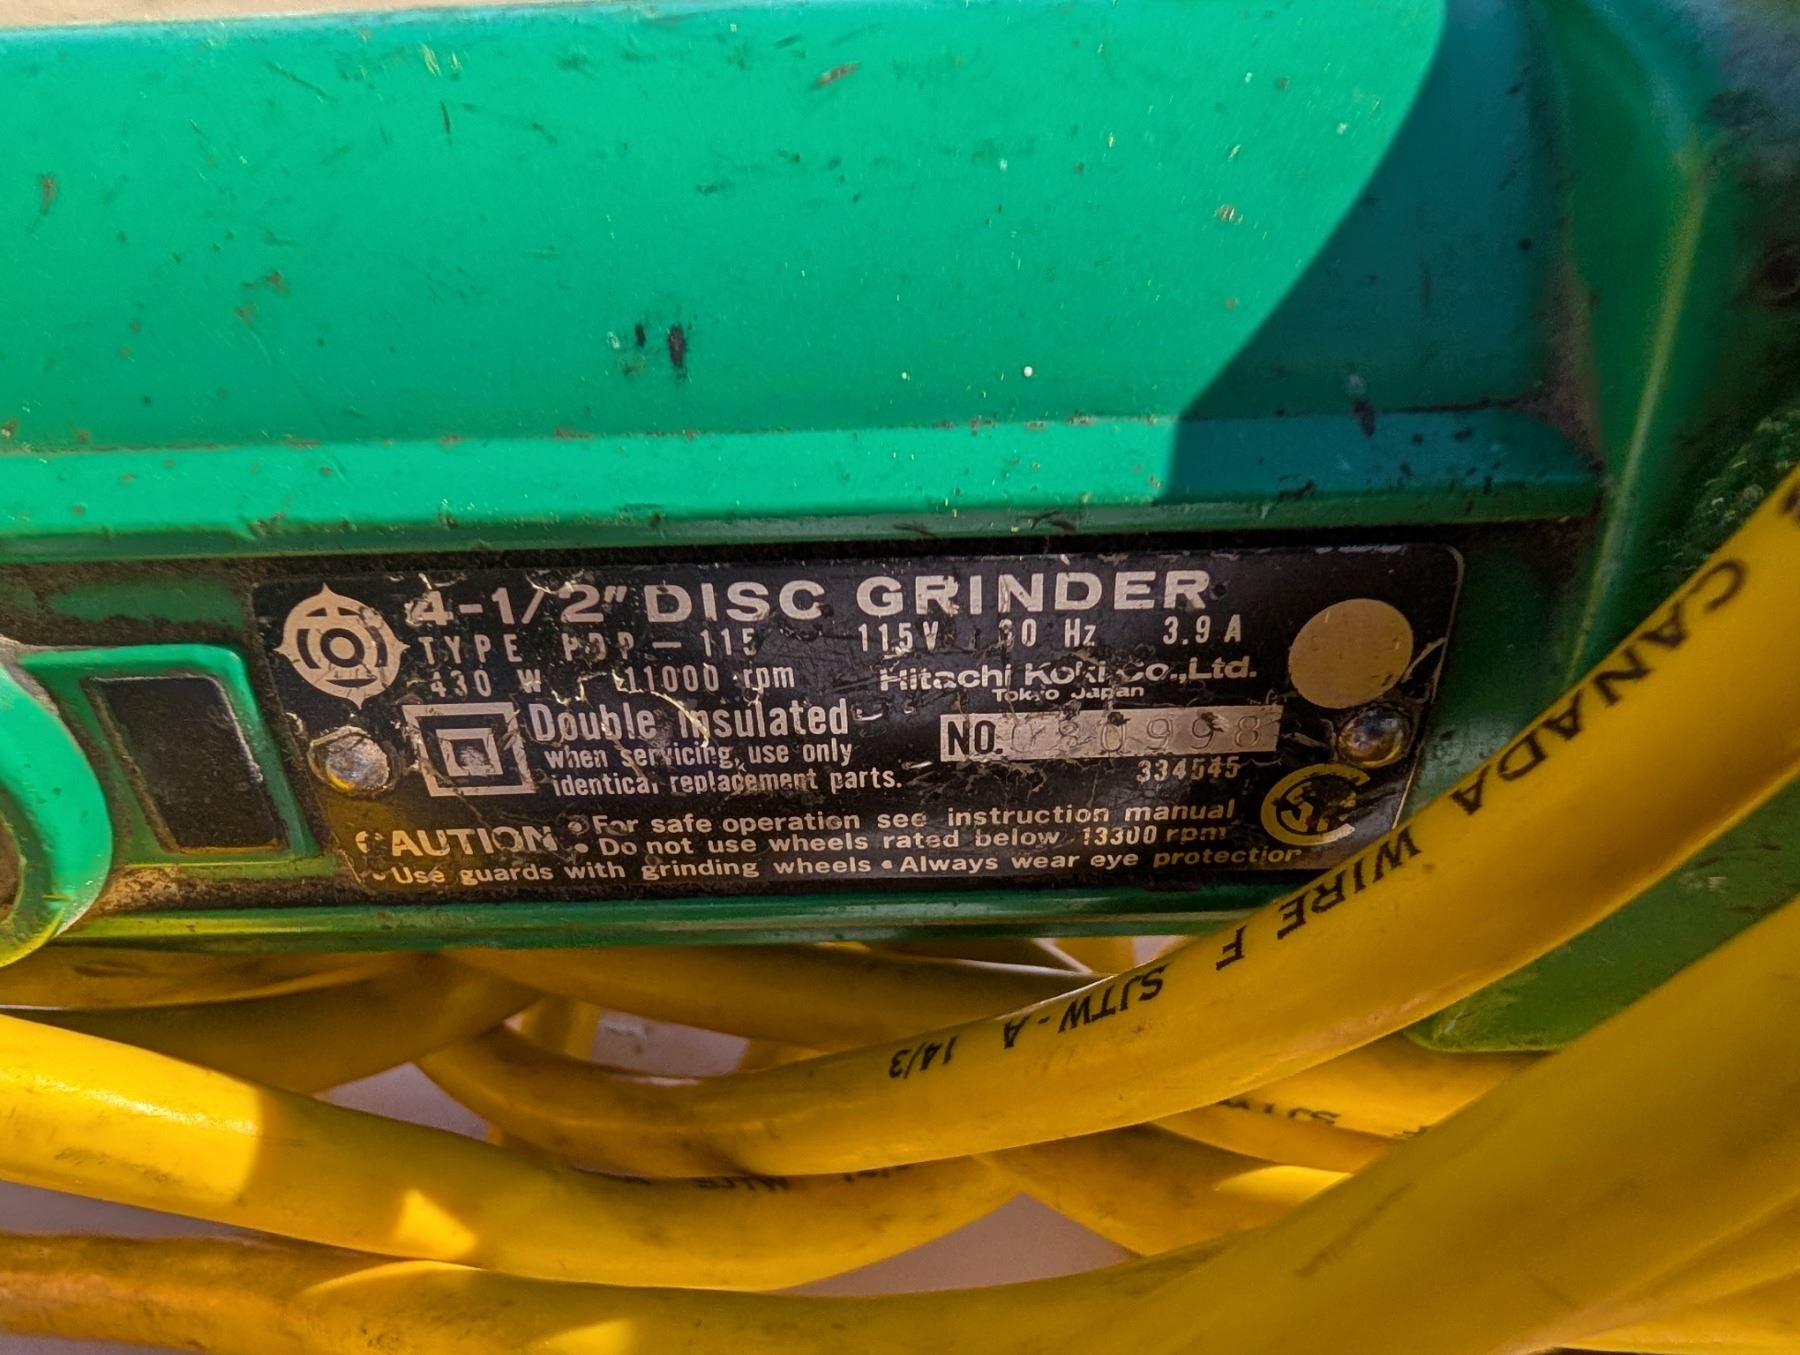 4-1/2" DISC GRINDER
TYPE PDP-115 115V 60 Hz 3.9 A
430 W 11000 rpm Hitachi Koki Co.,Ltd.
Tokyo Japan
Double Insulated
when servicing, use only
identical replacement parts.
NO.
334545
CAUTION • For safe operation see instruction manual
• Do not use wheels rated below 13300 rpm
• Use guards with grinding wheels • Always wear eye protection
CANADA WIRE F SJTW-A 14/3